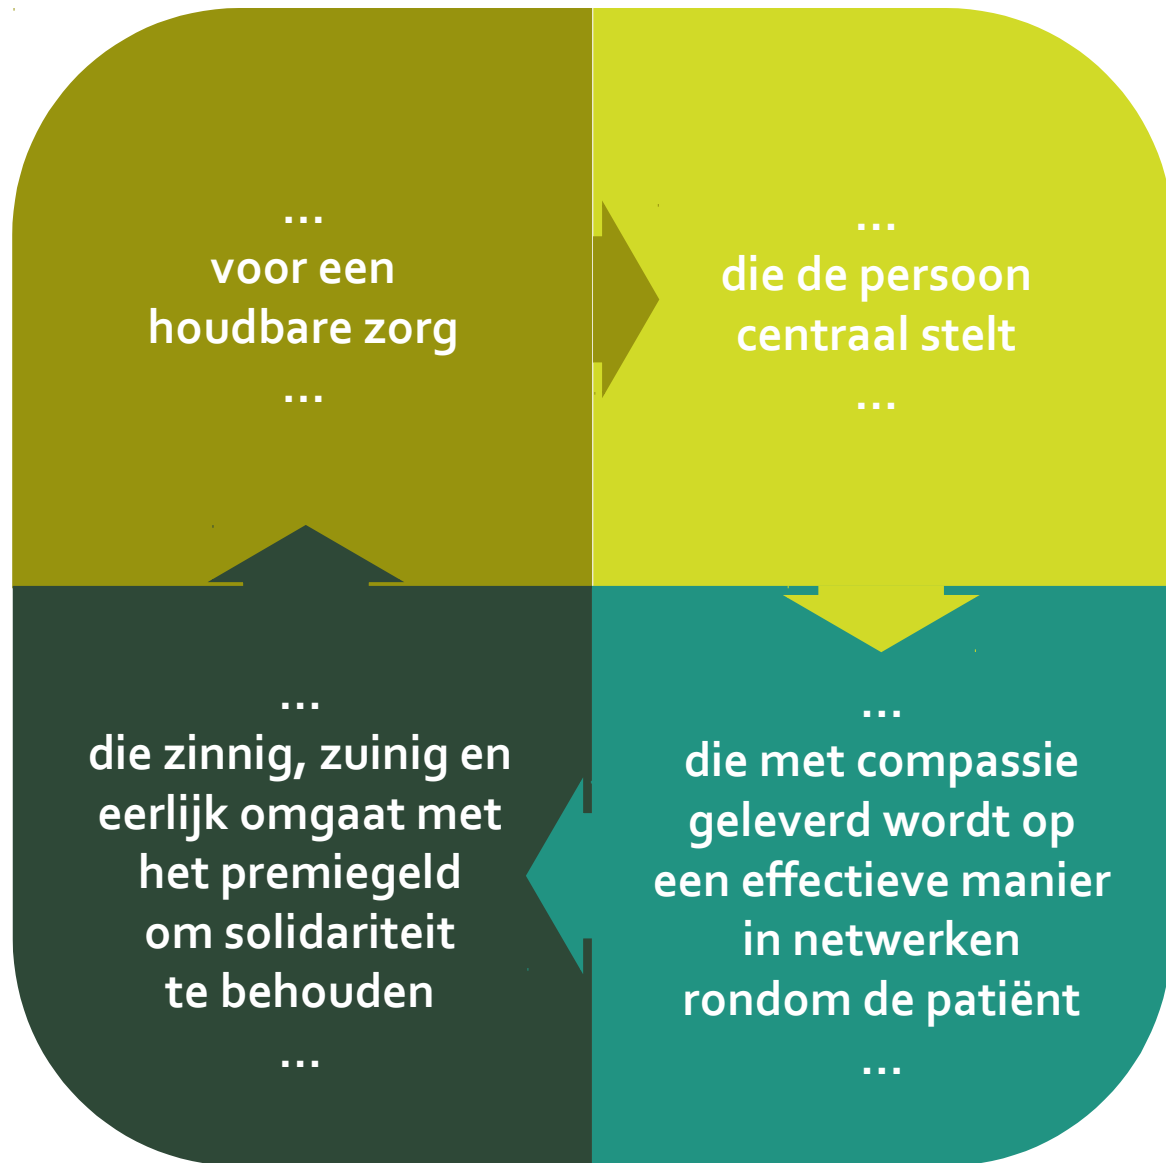 ...
voor een
houdbare zorg
...
...
die de persoon
centraal stelt
...
...
die met compassie
geleverd wordt op
een effectieve manier
in netwerken
rondom de patiënt
...
...
die zinnig, zuinig en
eerlijk omgaat met
het premiegeld
om solidariteit
te behouden
...